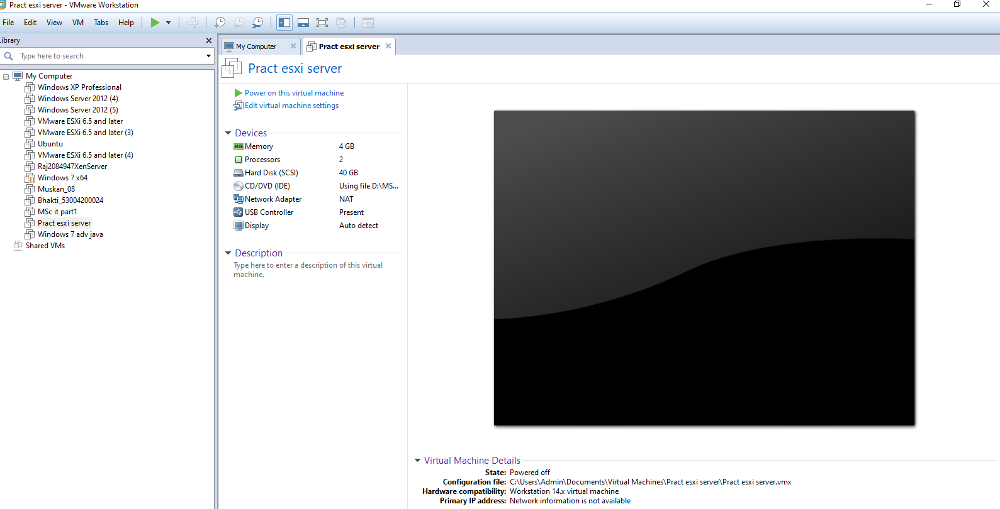 Pract esxi server - VMware Workstation
File Edit View VM Tabs Help
Library
Type here to search
My Computer
Windows XP Professional
Windows Server 2012 (4)
Windows Server 2012 (5)
VMware ESXi 6.5 and later
VMware ESXi 6.5 and later (3)
Ubuntu
VMware ESXi 6.5 and later (4)
Raj2084947XenServer
Windows 7 x64
Muskan_08
Bhakti_53004200024
MSc it part1
Pract esxi server
Windows 7 adv java
Shared VMs
My Computer
Pract esxi server
Pract esxi server
Power on this virtual machine
Edit virtual machine settings
Devices
Memory 4 GB
Processors 2
Hard Disk (SCSI) 40 GB
CD/DVD (IDE) Using file D:\MS...
Network Adapter NAT
USB Controller Present
Display Auto detect
Description
Type here to enter a description of this virtual
machine.
Virtual Machine Details
State: Powered off
Configuration file: C:\Users\Admin\Documents\Virtual Machines\Pract esxi server\Pract esxi server.vmx
Hardware compatibility: Workstation 14.x virtual machine
Primary IP address: Network information is not available